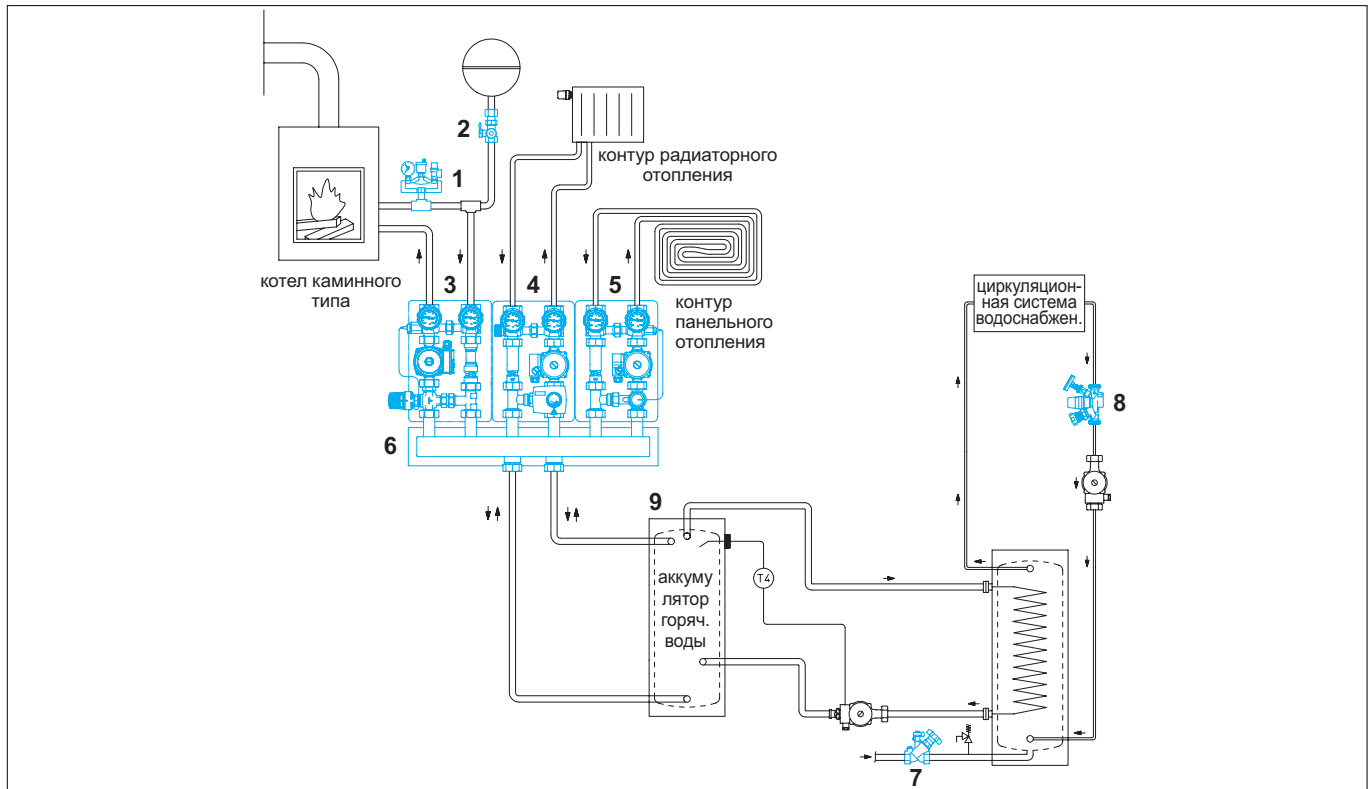 1
2
контур радиаторного
отопления
котел каминного
типа
3
4
5
контур
панельного
отопления
6
циркуляцион-
ная система
водоснабжен.
8
9
аккуму
лятор
горяч.
воды
T4
7